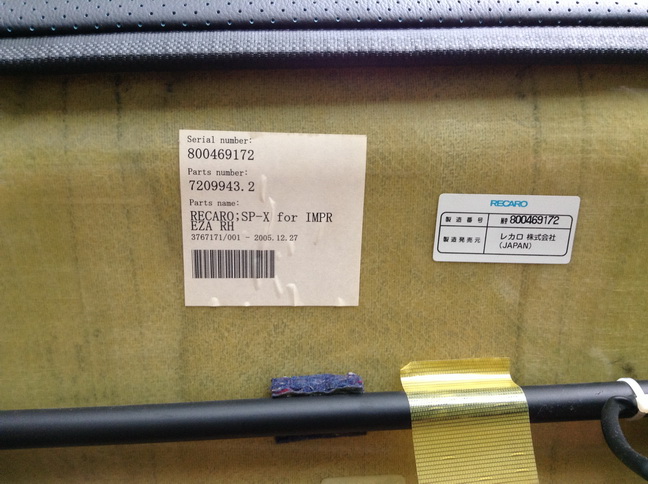 Serial number:
800469172
Parts number:
7209943.2
Parts name:
RECARO;SP-X for IMPR
EZA RH
3767171/001 - 2005.12.27
RECARO
製造番号 800469172
製造発売元 レカロ 株式会社
(JAPAN)